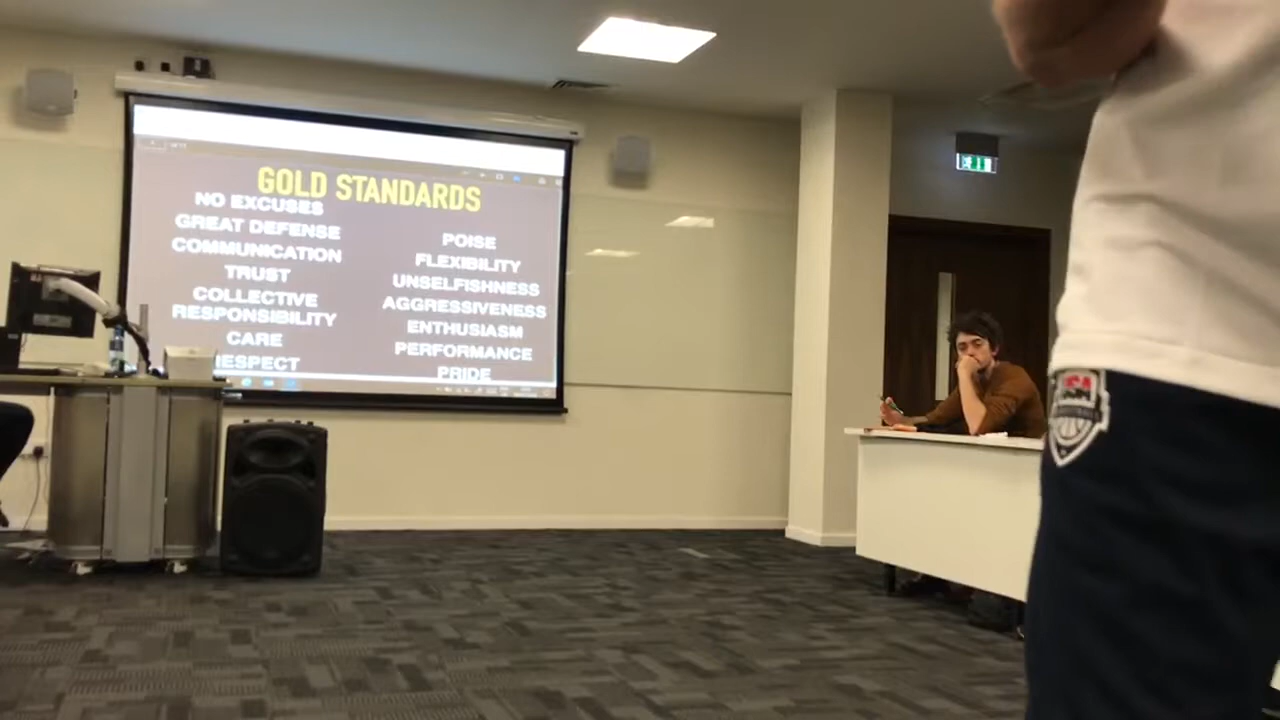 GOLD STANDARDS
NO EXCUSES
GREAT DEFENSE
COMMUNICATION
TRUST
COLLECTIVE
RESPONSIBILITY
CARE
RESPECT
POISE
FLEXIBILITY
UNSELFISHNESS
AGGRESSIVENESS
ENTHUSIASM
PERFORMANCE
PRIDE